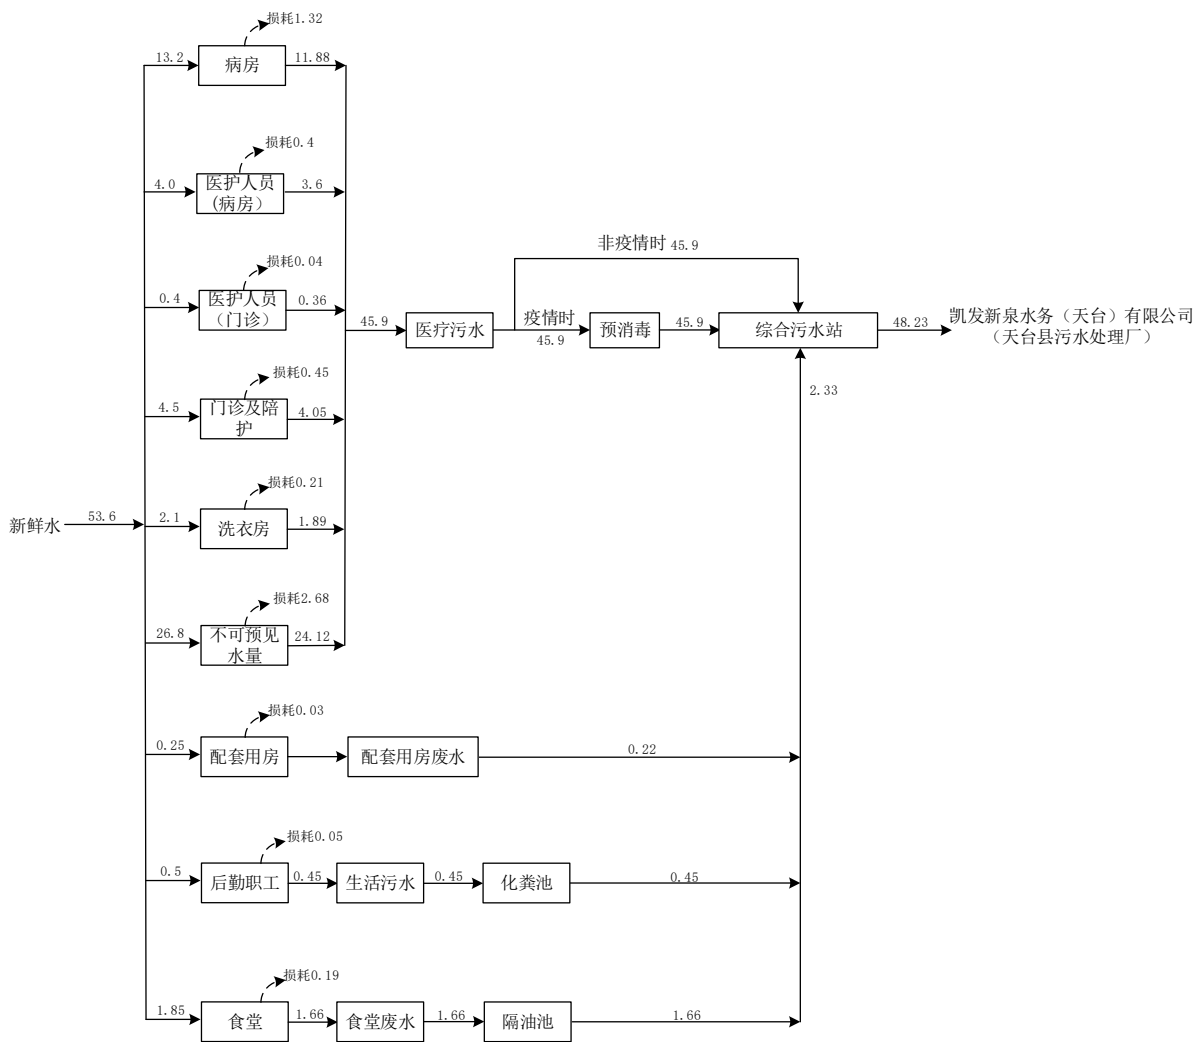 损耗1.32
13.2
病房
11.88
损耗0.4
4.0
医护人员
(病房）
3.6
非疫情时 45.9
损耗0.04
0.4
医护人员
（门诊）
0.36
45.9
医疗污水
疫情时
45.9
预消毒
45.9
综合污水站
48.23
凯发新泉水务（天台）有限公司
（天台县污水处理厂）
损耗0.45
4.5
门诊及陪
护
4.05
2.33
损耗0.21
新鲜水
53.6
2.1
洗衣房
1.89
损耗2.68
26.8
不可预见
水量
24.12
损耗0.03
0.25
配套用房
配套用房废水
0.22
损耗0.05
0.5
后勤职工
0.45
生活污水
0.45
化粪池
0.45
损耗0.19
1.85
食堂
1.66
食堂废水
1.66
隔油池
1.66